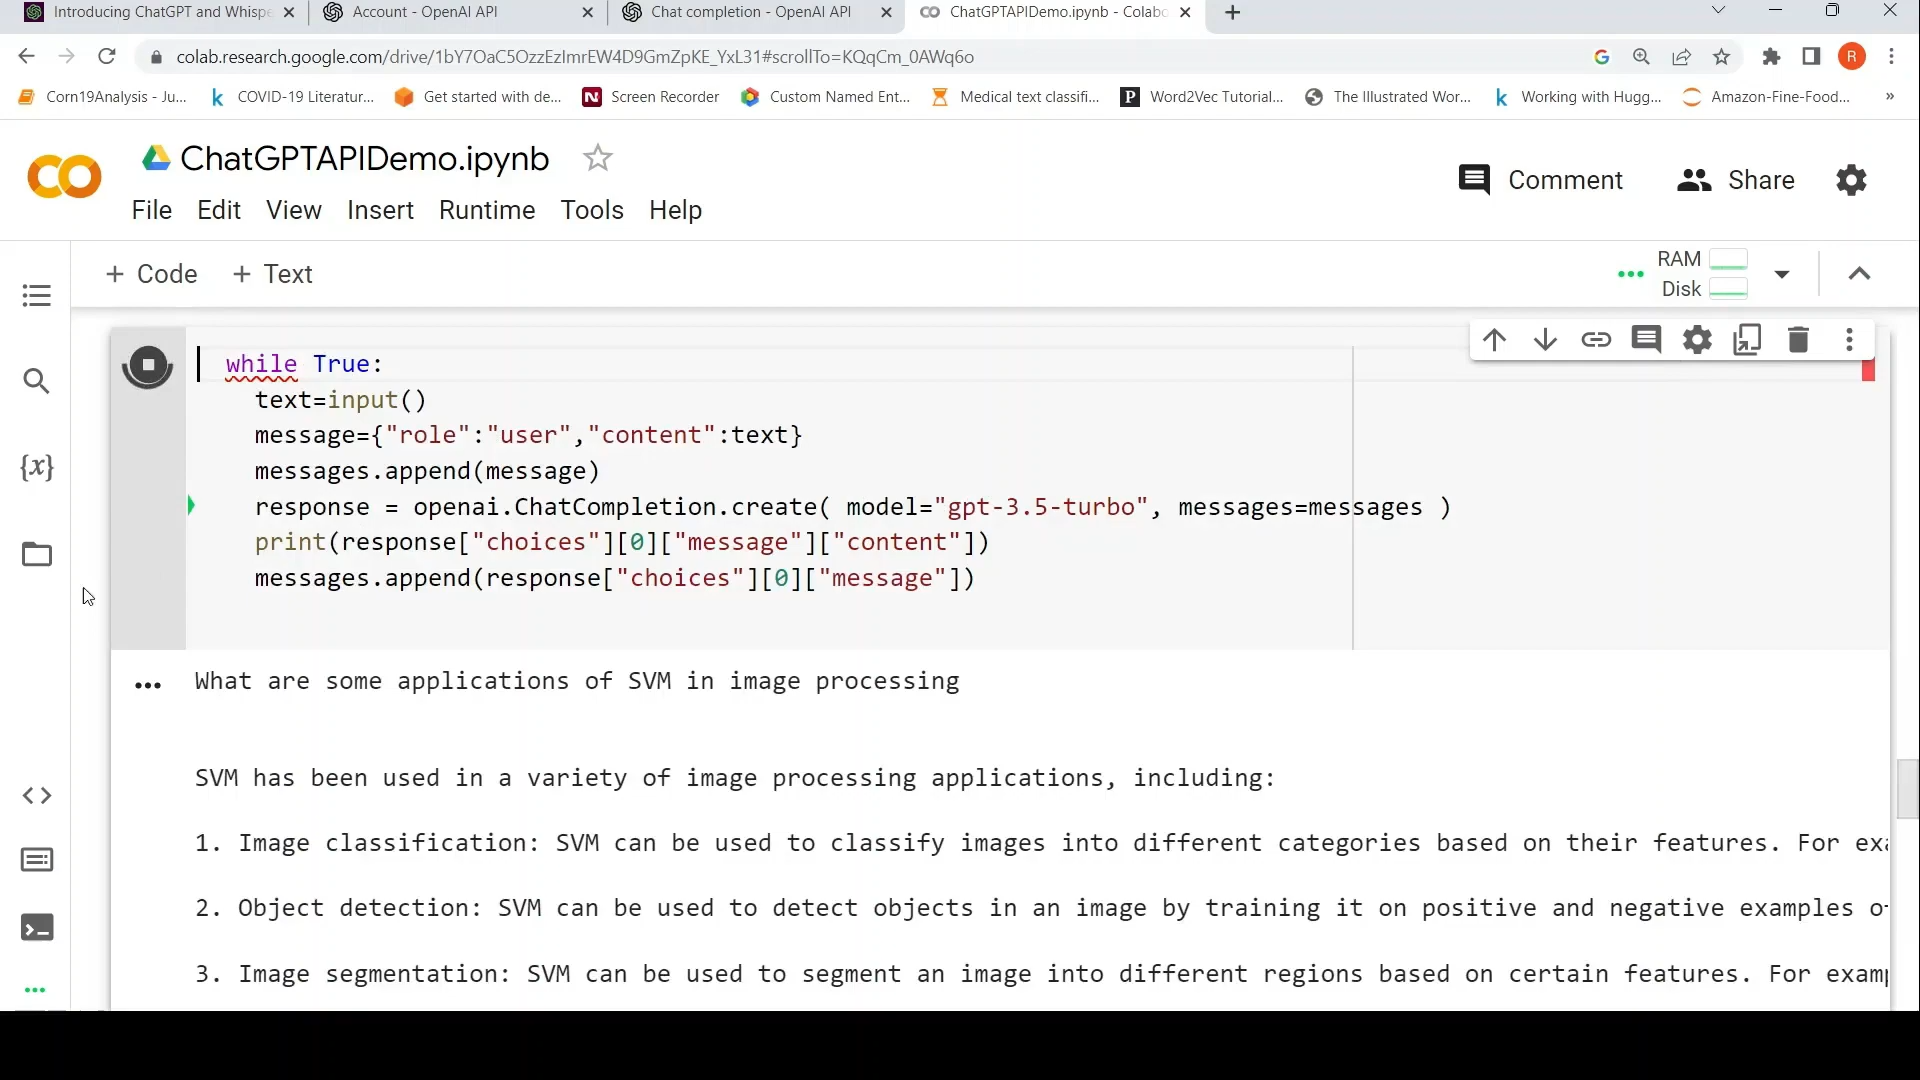 Introducing ChatGPT and Whispe
Account - OpenAI API
Chat completion - OpenAI API
ChatGPTAPIDemo.ipynb - Colabo
colab.research.google.com/drive/1bY7OaC5OzzEzImrEW4D9GmZpKE_YxL31#scrollTo=KQqCm_0AWq6o
R
Corn19Analysis - Ju...
COVID-19 Literatur...
Get started with de...
Screen Recorder
Custom Named Ent...
Medical text classifi...
Word2Vec Tutorial...
The Illustrated Wor...
Working with Hugg...
Amazon-Fine-Food...
»
ChatGPTAPIDemo.ipynb
Comment
Share
File Edit View Insert Runtime Tools Help
+ Code + Text
RAM
Disk
while True:
text=input()
message={"role":"user","content":text}
messages.append(message)
response = openai.ChatCompletion.create( model="gpt-3.5-turbo", messages=messages )
print(response["choices"][0]["message"]["content"])
messages.append(response["choices"][0]["message"])
What are some applications of SVM in image processing
SVM has been used in a variety of image processing applications, including:
1. Image classification: SVM can be used to classify images into different categories based on their features. For exa
2. Object detection: SVM can be used to detect objects in an image by training it on positive and negative examples o
3. Image segmentation: SVM can be used to segment an image into different regions based on certain features. For examp